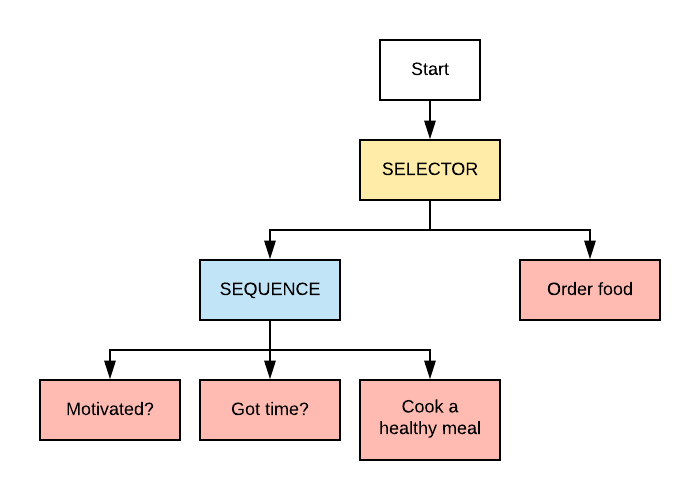 Start
SELECTOR
SEQUENCE
Order food
Motivated?
Got time?
Cook a
healthy meal